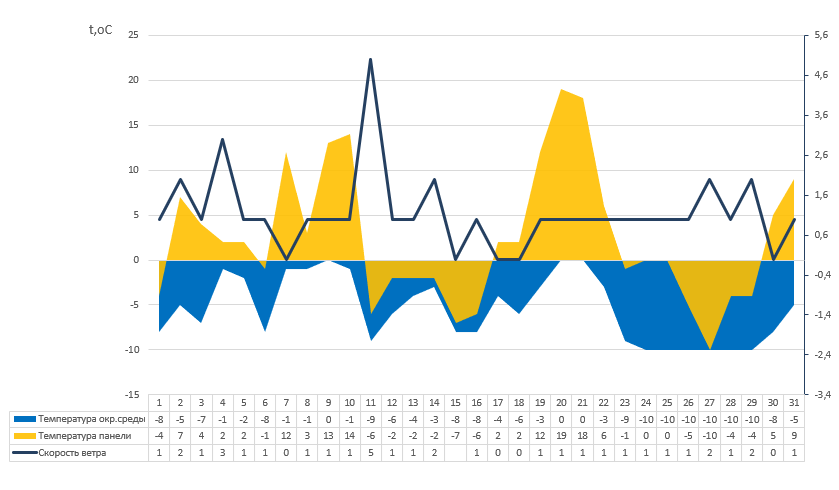 t,oC
25 5,6
20 4,6
15 3,6
10 2,6
5 1,6
0 0,6
-5 -0,4
-10 -1,4
-15 -2,4
-3,4
1 2 3 4 5 6 7 8 9 10 11 12 13 14 15 16 17 18 19 20 21 22 23 24 25 26 27 28 29 30 31
Температура окр.среды -8 -5 -7 -1 -2 -8 -1 -1 0 -1 -9 -6 -4 -3 -8 -8 -4 -6 -3 0 0 -3 -9 -10 -10 -10 -10 -10 -10 -8 -5
Температура панели -4 7 4 2 2 -1 12 3 13 14 -6 -2 -2 -2 -7 -6 2 2 12 19 18 6 -1 0 0 -5 -10 -4 -4 5 9
Скорость ветра 1 2 1 3 1 1 0 1 1 1 5 1 1 2 1 0 0 1 1 1 1 1 1 1 1 2 1 2 0 1